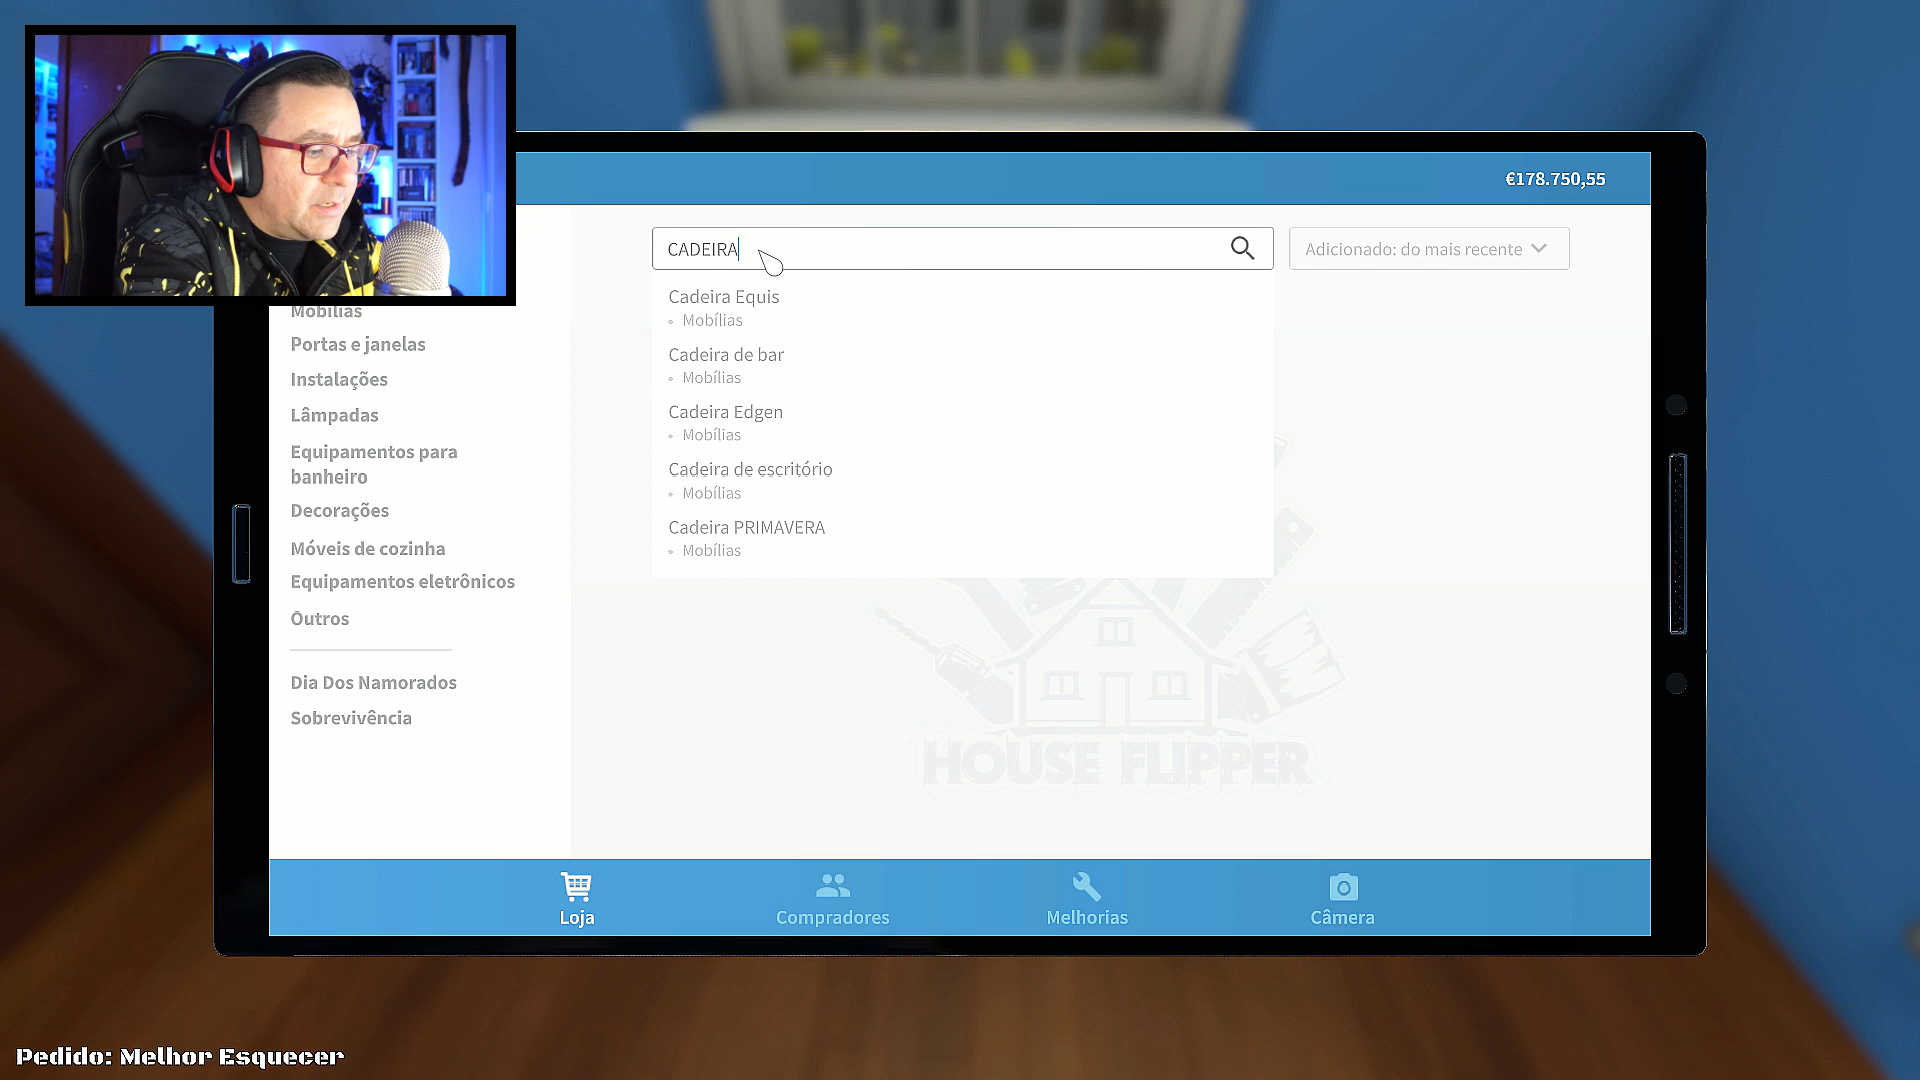 €178.750,55
CADEIRA
Adicionado: do mais recente
Cadeira Equis
Mobílias
Cadeira de bar
Mobílias
Cadeira Edgen
Mobílias
Cadeira de escritório
Mobílias
Cadeira PRIMAVERA
Mobílias
Mobílias
Portas e janelas
Instalações
Lâmpadas
Equipamentos para
banheiro
Decorações
Móveis de cozinha
Equipamentos eletrônicos
Outros
Dia Dos Namorados
Sobrevivência
HOUSE FLIPPER
Loja
Compradores
Melhorias
Câmera
Pedido: Melhor Esquecer